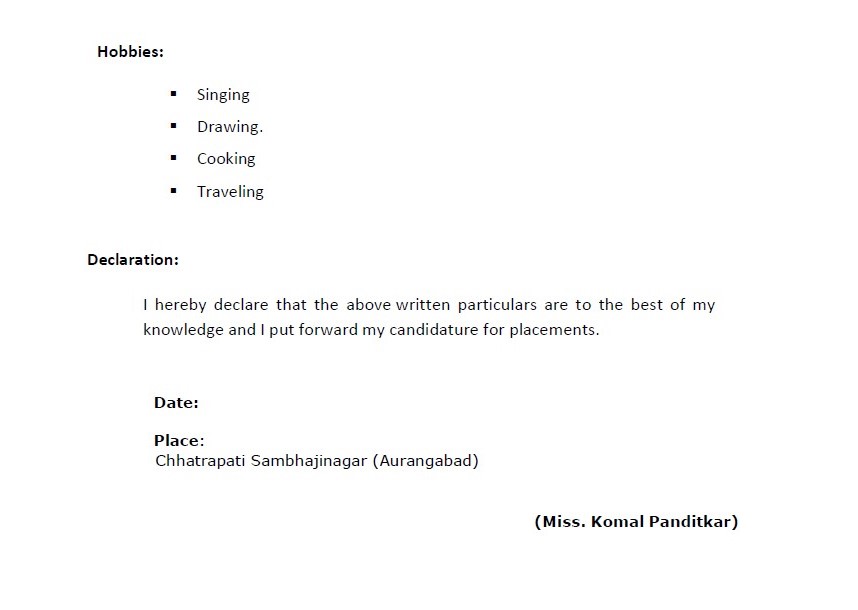 Hobbies:
▪ Singing
▪ Drawing.
▪ Cooking
▪ Traveling
Declaration:
I hereby declare that the above written particulars are to the best of my
knowledge and I put forward my candidature for placements.
Date:
Place:
Chhatrapati Sambhajinagar (Aurangabad)
(Miss. Komal Panditkar)